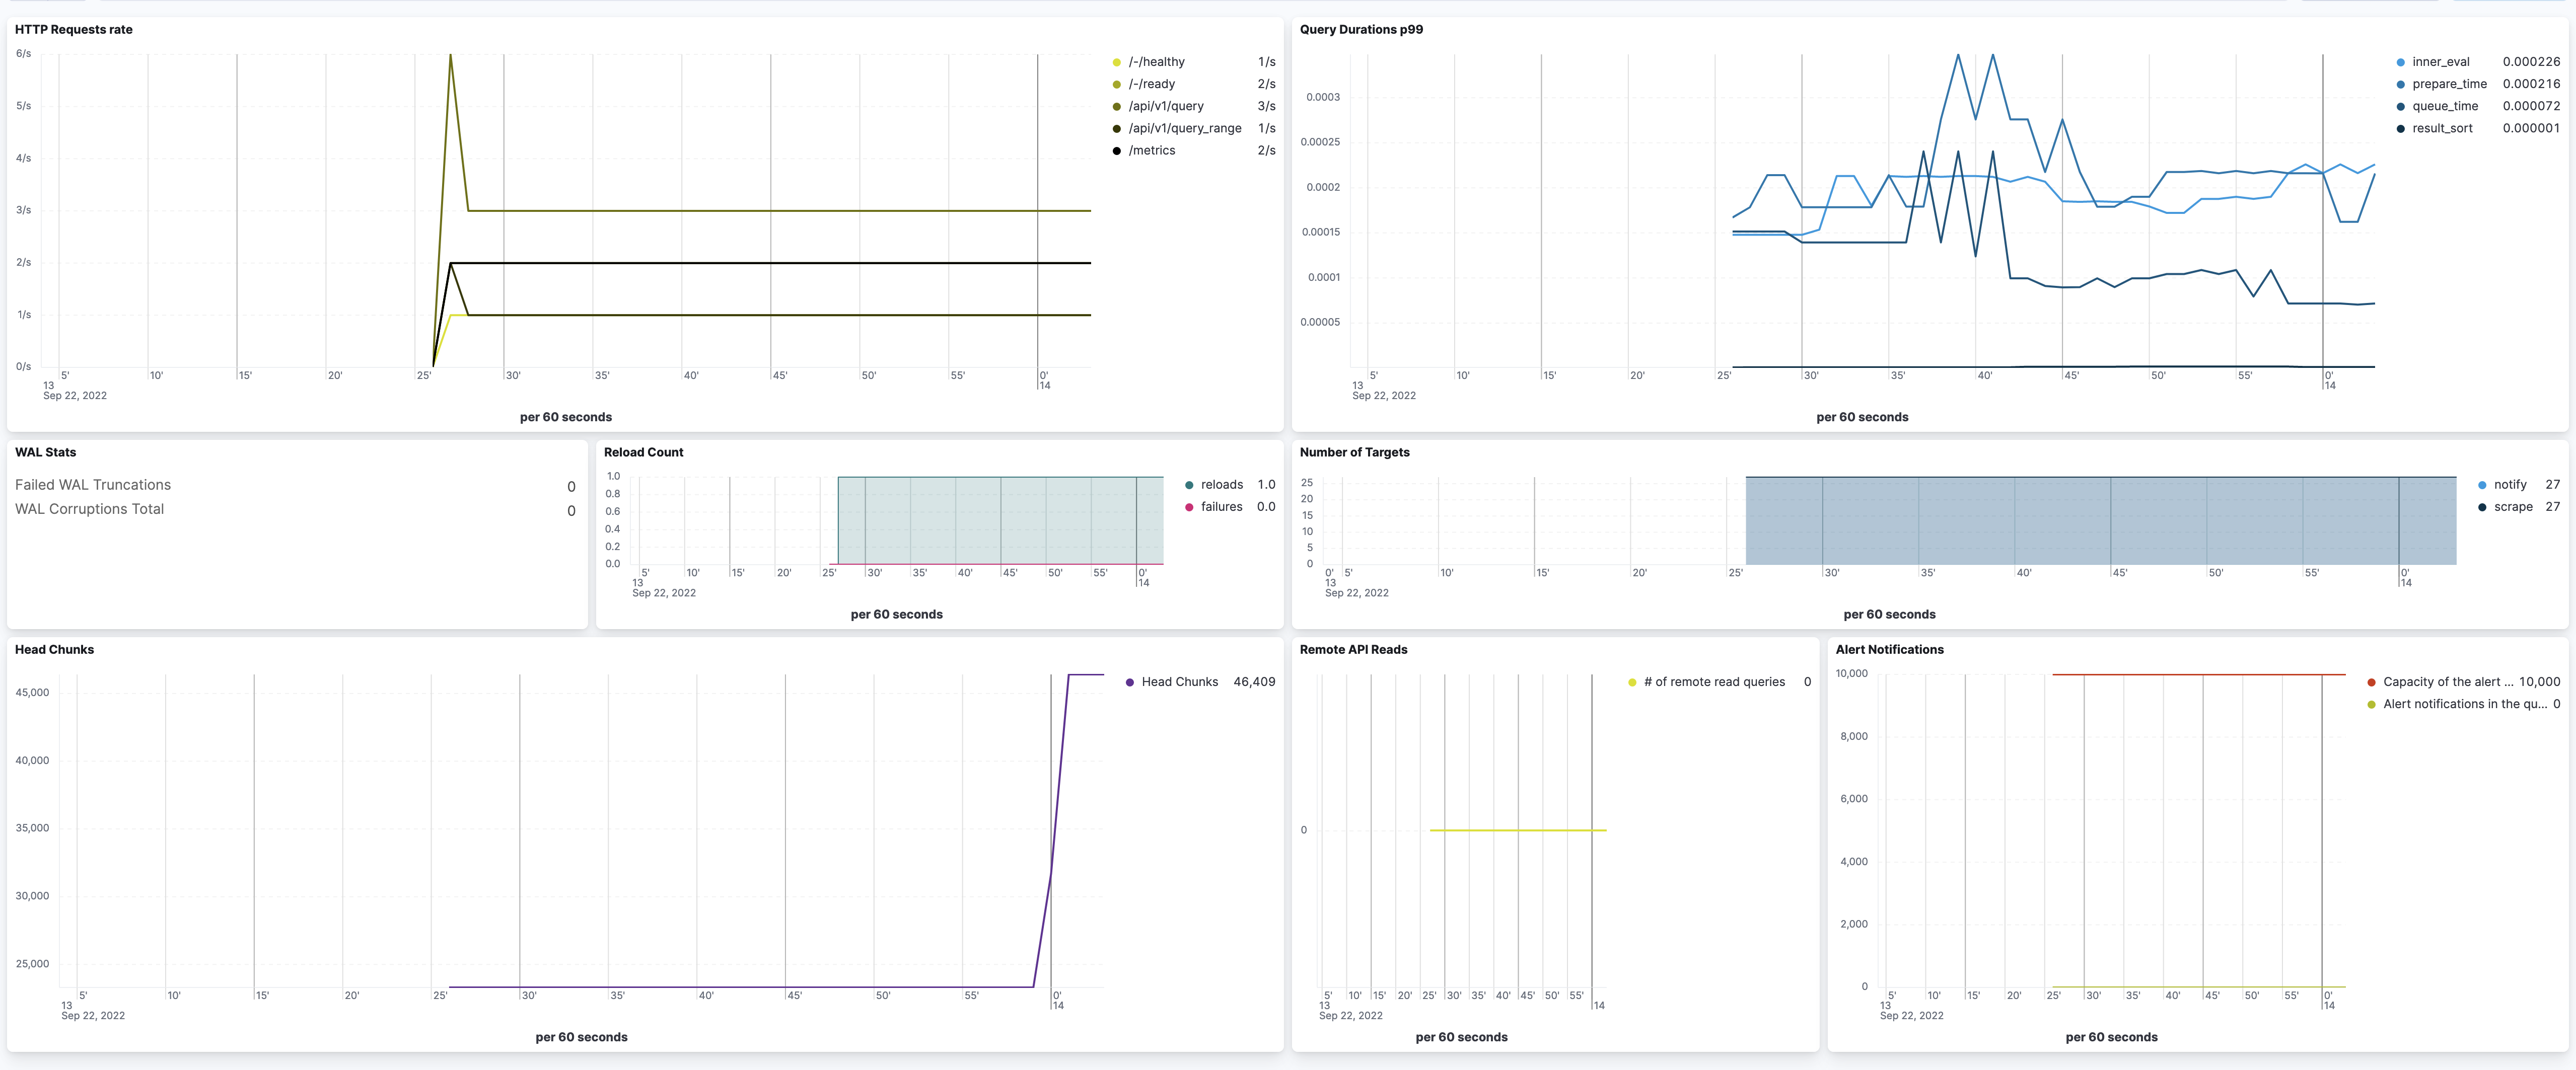 HTTP Requests rate
6/s
5/s
4/s
3/s
2/s
1/s
0/s
5' 10' 15' 20' 25' 30' 35' 40' 45' 50' 55' 0'
13 14
Sep 22, 2022
per 60 seconds
/-/healthy 1/s
/-/ready 2/s
/api/v1/query 3/s
/api/v1/query_range 1/s
/metrics 2/s
Query Durations p99
0.0003
0.00025
0.0002
0.00015
0.0001
0.00005
5' 10' 15' 20' 25' 30' 35' 40' 45' 50' 55' 0'
13 14
Sep 22, 2022
per 60 seconds
inner_eval 0.000226
prepare_time 0.000216
queue_time 0.000072
result_sort 0.000001
WAL Stats
Failed WAL Truncations 0
WAL Corruptions Total 0
Reload Count
1.0
0.8
0.6
0.4
0.2
0.0
5' 10' 15' 20' 25' 30' 35' 40' 45' 50' 55' 0'
13 14
Sep 22, 2022
per 60 seconds
reloads 1.0
failures 0.0
Number of Targets
25
20
15
10
5
0
0' 5' 10' 15' 20' 25' 30' 35' 40' 45' 50' 55' 0'
13 14
Sep 22, 2022
per 60 seconds
notify 27
scrape 27
Head Chunks
45,000
40,000
35,000
30,000
25,000
5' 10' 15' 20' 25' 30' 35' 40' 45' 50' 55' 0'
13 14
Sep 22, 2022
per 60 seconds
Head Chunks 46,409
Remote API Reads
0
5' 10' 15' 20' 25' 30' 35' 40' 45' 50' 55'
13 14
Sep 22, 2022
per 60 seconds
# of remote read queries 0
Alert Notifications
10,000
8,000
6,000
4,000
2,000
0
5' 10' 15' 20' 25' 30' 35' 40' 45' 50' 55' 0'
13 14
Sep 22, 2022
per 60 seconds
Capacity of the alert ... 10,000
Alert notifications in the qu... 0